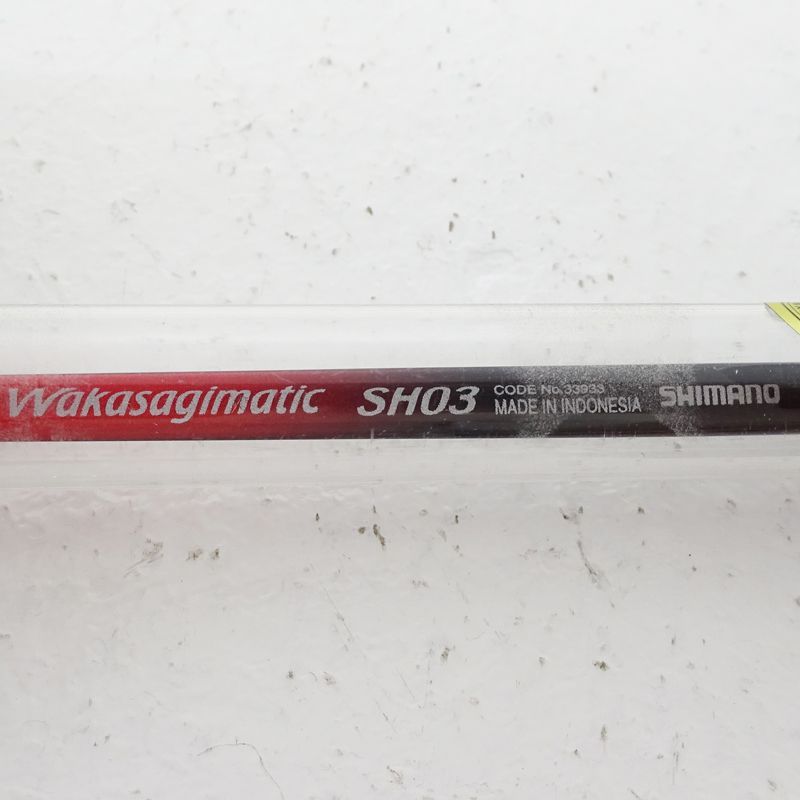 Wakasagimatic SH03
CODE No. 33933
MADE IN INDONESIA
SHIMANO